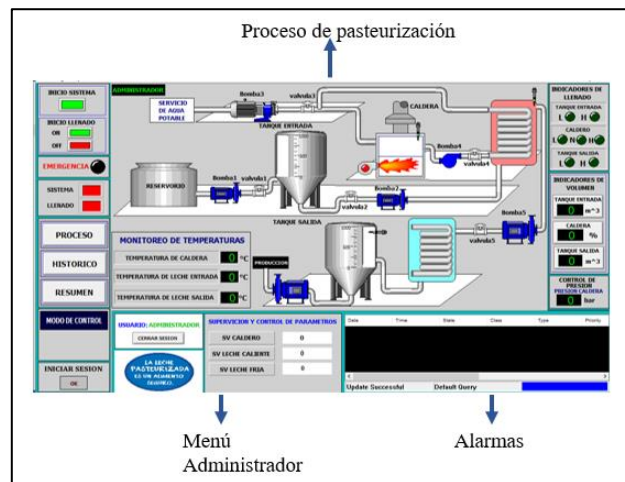 Proceso de pasteurización
INICIO SISTEMA
INICIO LLENADO
ON
OFF
EMERGENCIA
SISTEMA
LLENADO
PROCESO
HISTORICO
RESUMEN
MODO DE CONTROL
INICIAR SESION
OK
ADMINISTRADOR
SERVICIO
DE AGUA
POTABLE
Bomba3
valvula3
CALDERA
TANQUE ENTRADA
Bomba4
valvula4
RESERVORIO
Bomba1
valvula1
Bomba2
valvula2
TANQUE SALIDA
Bomba5
valvula5
PRODUCCION
MONITOREO DE TEMPERATURAS
TEMPERATURA DE CALDERA 0 °C
TEMPERATURA DE LECHE ENTRADA 0 °C
TEMPERATURA DE LECHE SALIDA 0 °C
INDICADORES DE
LLENADO
TANQUE ENTRADA
L H
CALDERO
L N H
TANQUE SALIDA
L H
INDICADORES DE
VOLUMEN
TANQUE ENTRADA
0 m^3
CALDERA
0 %
TANQUE SALIDA
0 m^3
CONTROL DE
PRESION
PRESION CALDERA
0 bar
USUARIO: ADMINISTRADOR
CERRAR SESION
LA LECHE
PASTEURIZADA
ES UN ALIMENTO
SUPERVICION Y CONTROL DE PARAMETROS
SV CALDERO 0
SV LECHE CALIENTE 0
SV LECHE FRIA 0
Date Time State Class Type Priority
Update Successful Default Query
Menú
Administrador
Alarmas